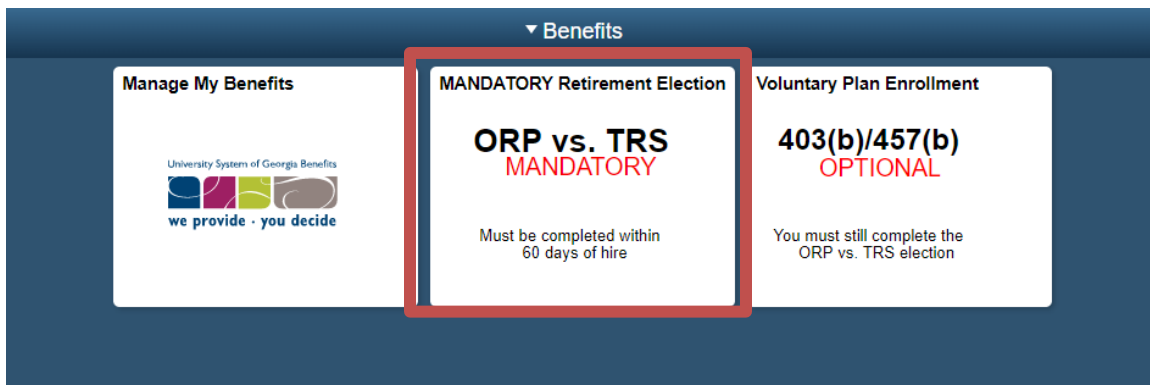 Benefits
Manage My Benefits
University System of Georgia Benefits
we provide · you decide
MANDATORY Retirement Election
ORP vs. TRS
MANDATORY
Must be completed within
60 days of hire
Voluntary Plan Enrollment
403(b)/457(b)
OPTIONAL
You must still complete the
ORP vs. TRS election